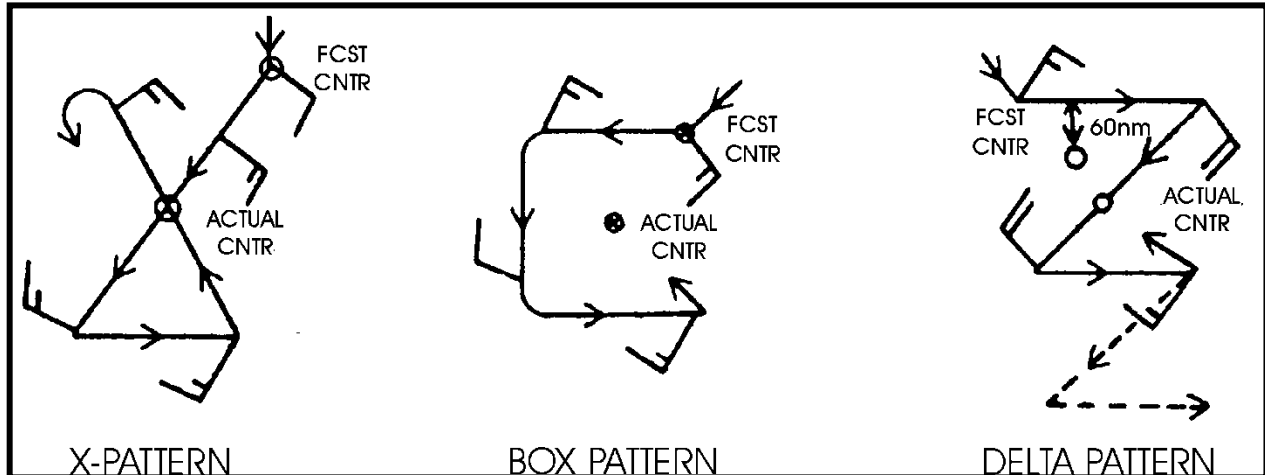 FCST
CNTR
ACTUAL
CNTR
X-PATTERN
FCST
CNTR
ACTUAL
CNTR
BOX PATTERN
FCST
CNTR
60nm
ACTUAL
CNTR
DELTA PATTERN